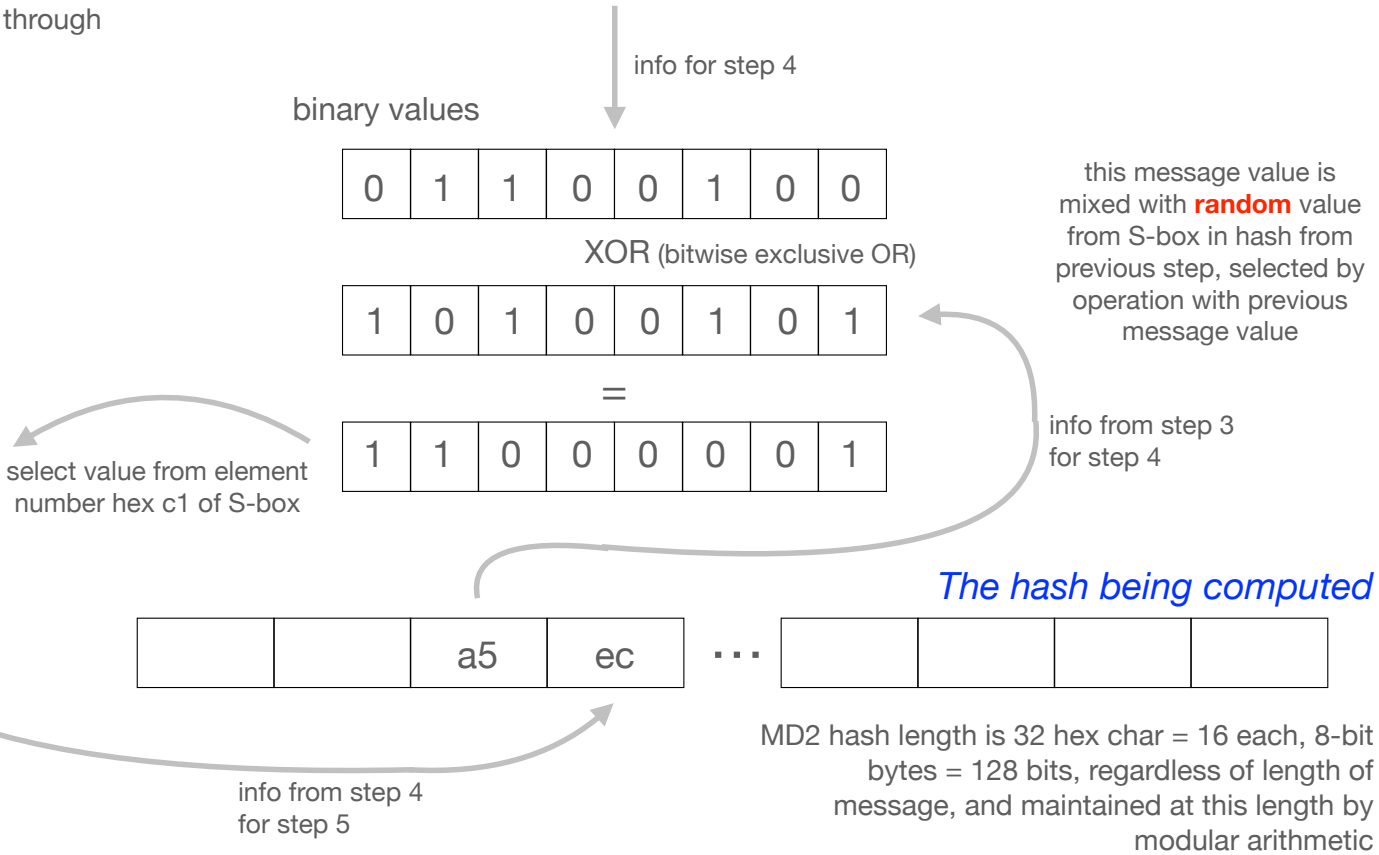 through
info for step 4
binary values
0 1 1 0 0 1 0 0
XOR (bitwise exclusive OR)
1 0 1 0 0 1 0 1
=
1 1 0 0 0 0 0 1
this message value is
mixed with random value
from S-box in hash from
previous step, selected by
operation with previous
message value
info from step 3
for step 4
select value from element
number hex c1 of S-box
The hash being computed
a5 ec ...
MD2 hash length is 32 hex char = 16 each, 8-bit
bytes = 128 bits, regardless of length of
message, and maintained at this length by
modular arithmetic
info from step 4
for step 5